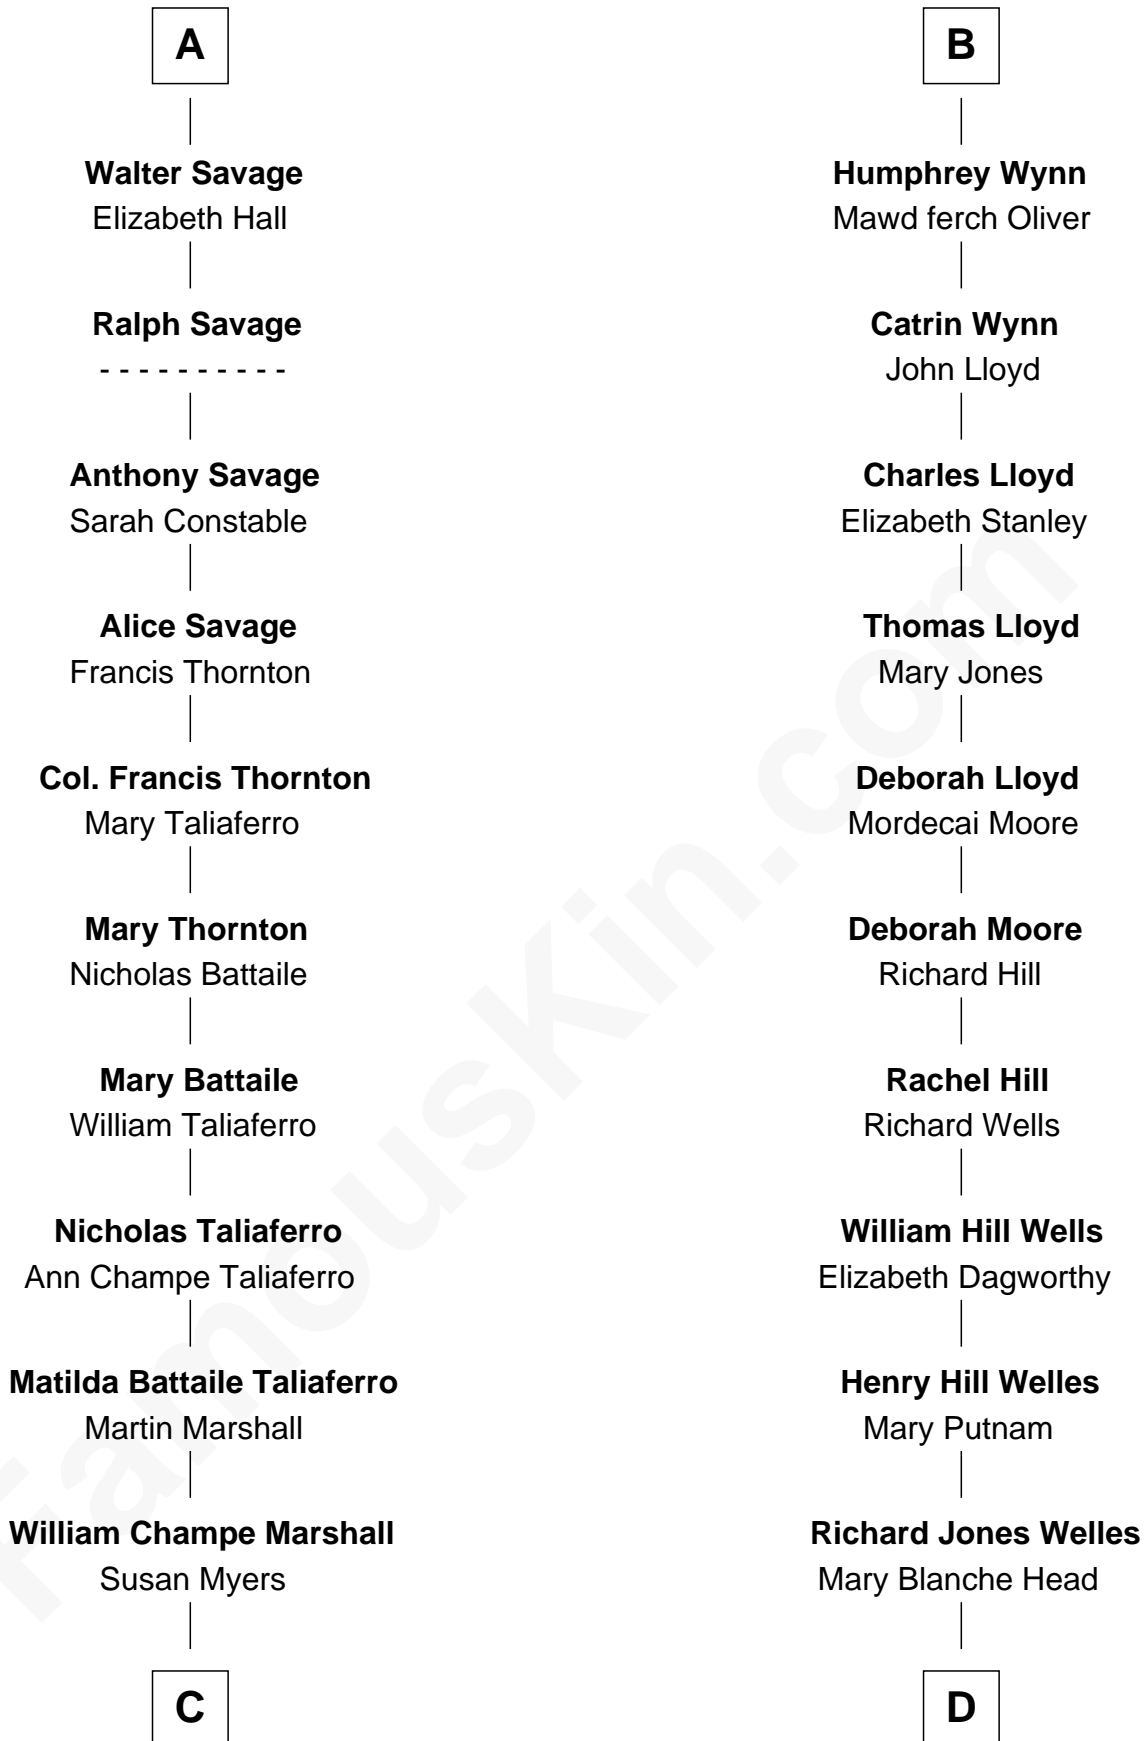 A
Walter Savage
Elizabeth Hall
Ralph Savage
- - - - - - - - - -
Anthony Savage
Sarah Constable
Alice Savage
Francis Thornton
Col. Francis Thornton
Mary Taliaferro
Mary Thornton
Nicholas Battaile
Mary Battaile
William Taliaferro
Nicholas Taliaferro
Ann Champe Taliaferro
Matilda Battaile Taliaferro
Martin Marshall
William Champe Marshall
Susan Myers
C
B
Humphrey Wynn
Mawd ferch Oliver
Catrin Wynn
John Lloyd
Charles Lloyd
Elizabeth Stanley
Thomas Lloyd
Mary Jones
Deborah Lloyd
Mordecai Moore
Deborah Moore
Richard Hill
Rachel Hill
Richard Wells
William Hill Wells
Elizabeth Dagworthy
Henry Hill Welles
Mary Putnam
Richard Jones Welles
Mary Blanche Head
D
FamousKin.com